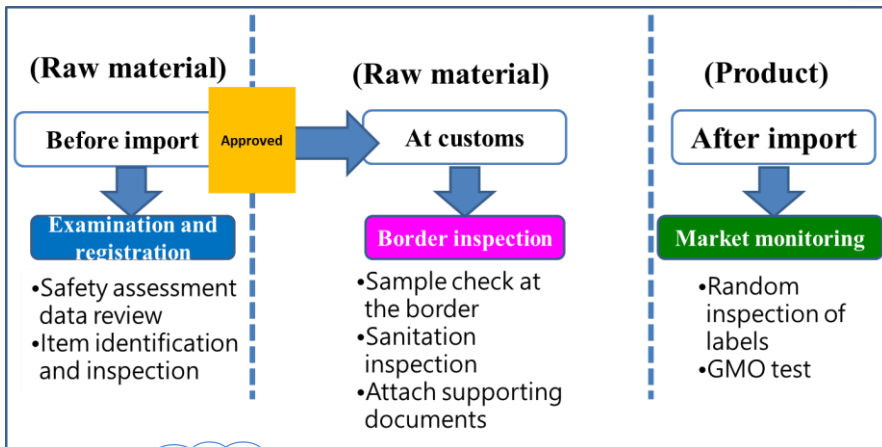 (Raw material)
Before import
Approved
Examination and
registration
•Safety assessment
data review
•Item identification
and inspection
(Raw material)
At customs
Border inspection
•Sample check at
the border
•Sanitation
inspection
•Attach supporting
documents
(Product)
After import
Market monitoring
•Random
inspection of
labels
•GMO test